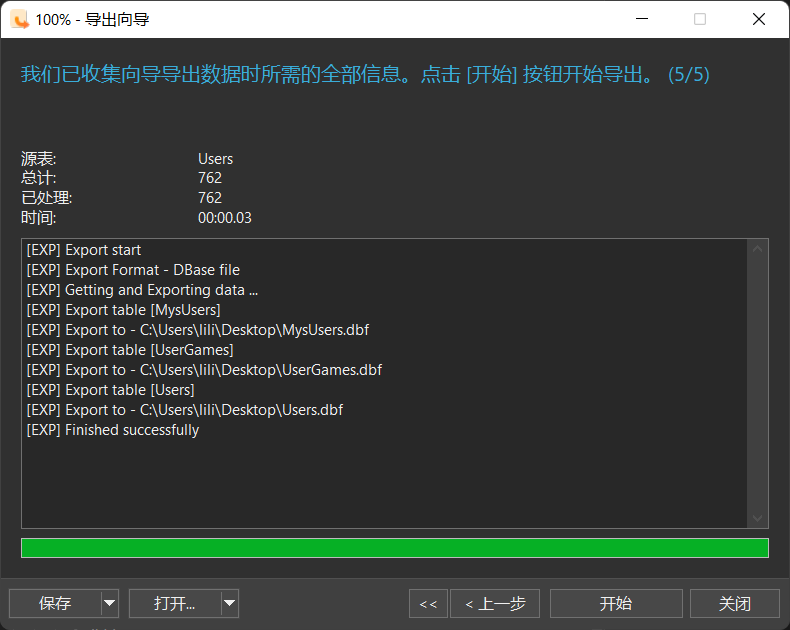 100% - 导出向导
我们已收集向导导出数据时所需的全部信息。点击 [开始] 按钮开始导出。 (5/5)
源表: Users
总计: 762
已处理: 762
时间: 00:00.03
[EXP] Export start
[EXP] Export Format - DBase file
[EXP] Getting and Exporting data ...
[EXP] Export table [MysUsers]
[EXP] Export to - C:\Users\lili\Desktop\MysUsers.dbf
[EXP] Export table [UserGames]
[EXP] Export to - C:\Users\lili\Desktop\UserGames.dbf
[EXP] Export table [Users]
[EXP] Export to - C:\Users\lili\Desktop\Users.dbf
[EXP] Finished successfully
保存 打开... << < 上一步 开始 关闭